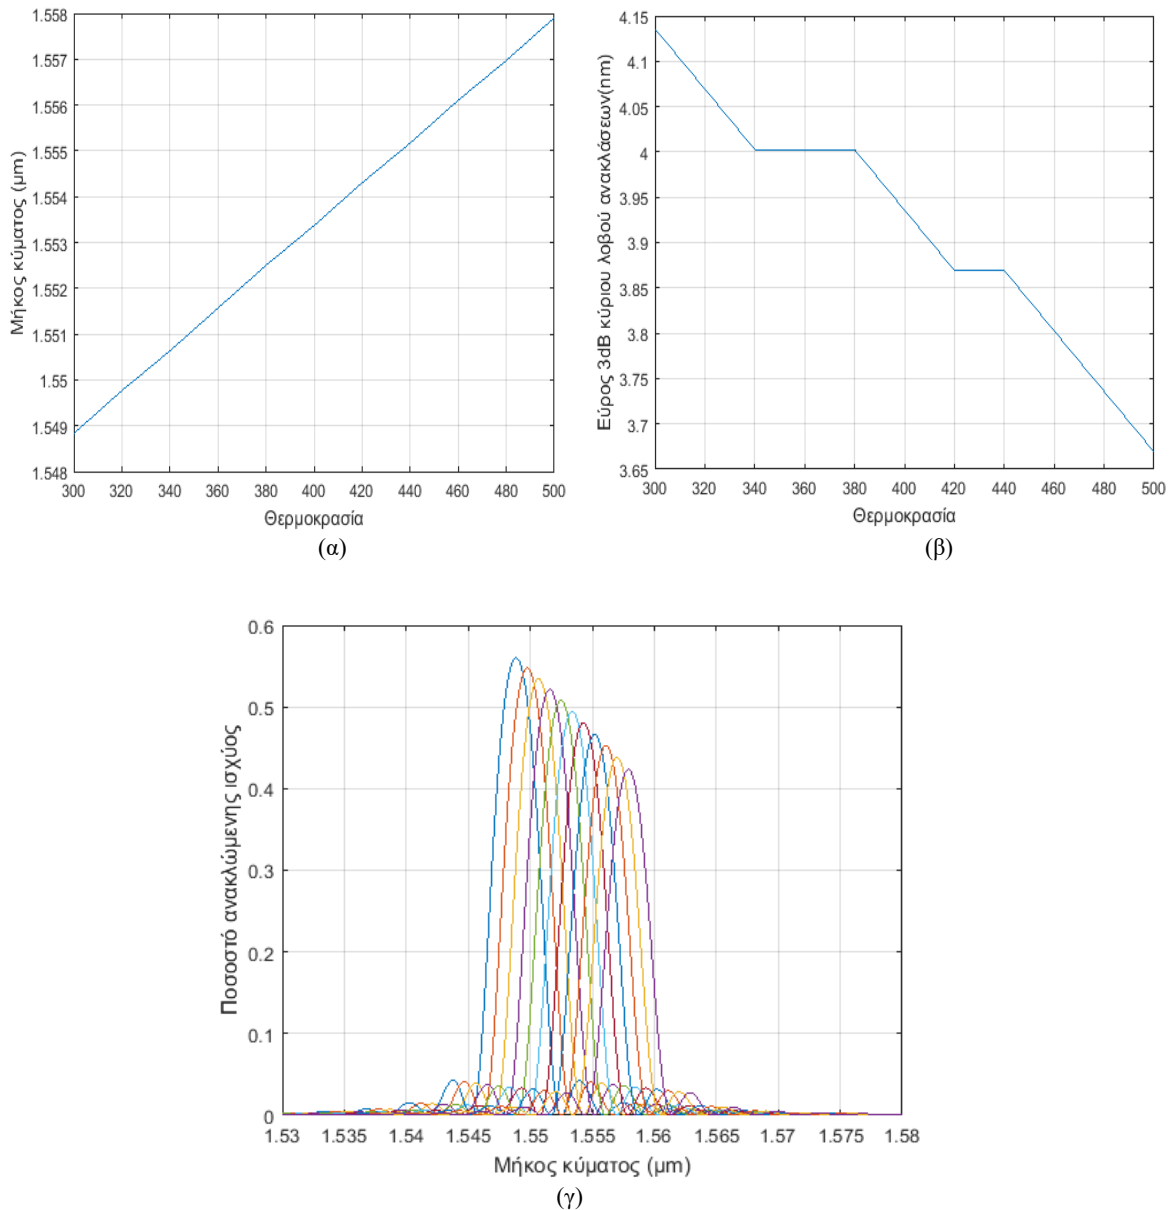 Μήκος κύματος (μm)
1.558
1.557
1.556
1.555
1.554
1.553
1.552
1.551
1.55
1.549
1.548
300 320 340 360 380 400 420 440 460 480 500
Θερμοκρασία
(α)
Εύρος 3dB κύριου λοβού ανακλάσεων(nm)
4.15
4.1
4.05
4
3.95
3.9
3.85
3.8
3.75
3.7
3.65
300 320 340 360 380 400 420 440 460 480 500
Θερμοκρασία
(β)
Ποσοστό ανακλώμενης ισχύος
0.6
0.5
0.4
0.3
0.2
0.1
0
1.53 1.535 1.54 1.545 1.55 1.555 1.56 1.565 1.57 1.575 1.58
Μήκος κύματος (μm)
(γ)